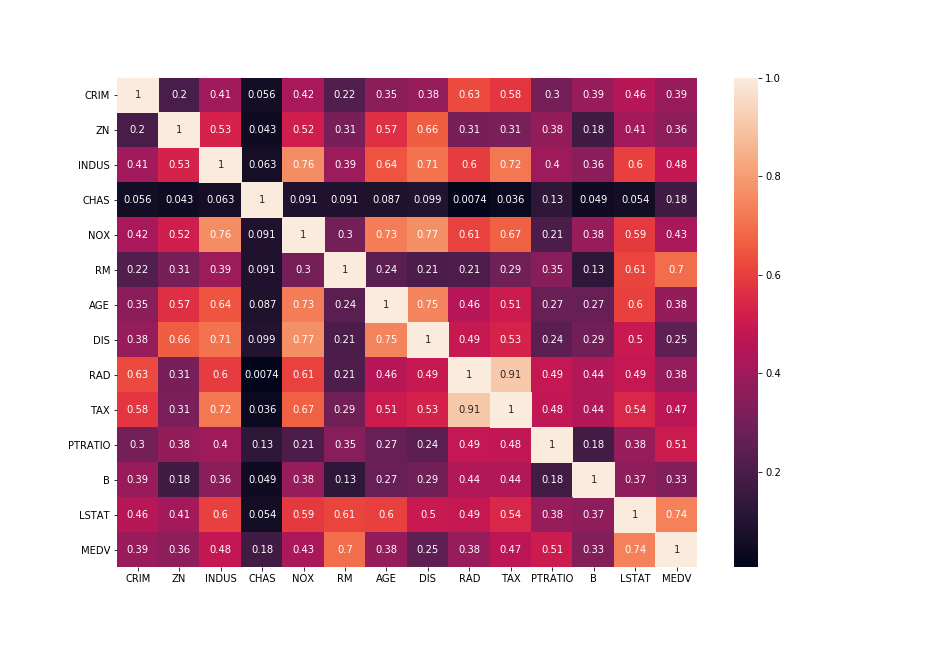 CRIM 1 0.2 0.41 0.056 0.42 0.22 0.35 0.38 0.63 0.58 0.3 0.39 0.46 0.39
ZN 0.2 1 0.53 0.043 0.52 0.31 0.57 0.66 0.31 0.31 0.38 0.18 0.41 0.36
INDUS 0.41 0.53 1 0.063 0.76 0.39 0.64 0.71 0.6 0.72 0.4 0.36 0.6 0.48
CHAS 0.056 0.043 0.063 1 0.091 0.091 0.087 0.099 0.0074 0.036 0.13 0.049 0.054 0.18
NOX 0.42 0.52 0.76 0.091 1 0.3 0.73 0.77 0.61 0.67 0.21 0.38 0.59 0.43
RM 0.22 0.31 0.39 0.091 0.3 1 0.24 0.21 0.21 0.29 0.35 0.13 0.61 0.7
AGE 0.35 0.57 0.64 0.087 0.73 0.24 1 0.75 0.46 0.51 0.27 0.27 0.6 0.38
DIS 0.38 0.66 0.71 0.099 0.77 0.21 0.75 1 0.49 0.53 0.24 0.29 0.5 0.25
RAD 0.63 0.31 0.6 0.0074 0.61 0.21 0.46 0.49 1 0.91 0.49 0.44 0.49 0.38
TAX 0.58 0.31 0.72 0.036 0.67 0.29 0.51 0.53 0.91 1 0.48 0.44 0.54 0.47
PTRATIO 0.3 0.38 0.4 0.13 0.21 0.35 0.27 0.24 0.49 0.48 1 0.18 0.38 0.51
B 0.39 0.18 0.36 0.049 0.38 0.13 0.27 0.29 0.44 0.44 0.18 1 0.37 0.33
LSTAT 0.46 0.41 0.6 0.054 0.59 0.61 0.6 0.5 0.49 0.54 0.38 0.37 1 0.74
MEDV 0.39 0.36 0.48 0.18 0.43 0.7 0.38 0.25 0.38 0.47 0.51 0.33 0.74 1
CRIM ZN INDUS CHAS NOX RM AGE DIS RAD TAX PTRATIO B LSTAT MEDV
1.0
0.8
0.6
0.4
0.2